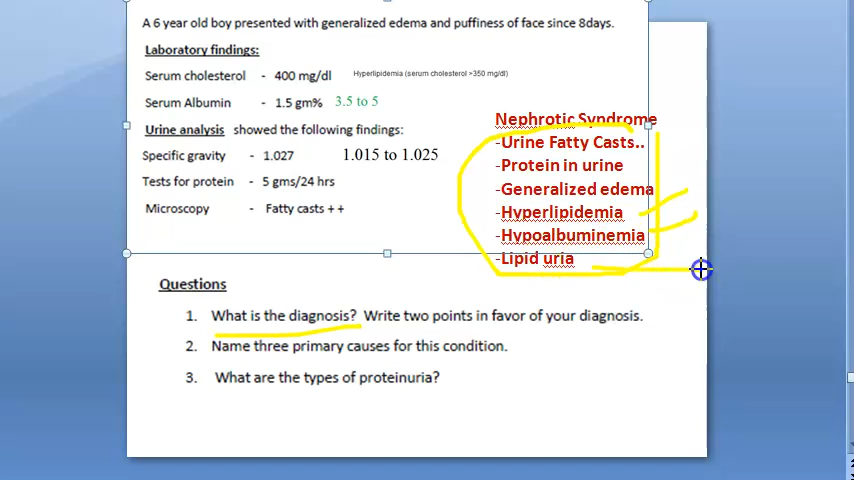 A 6 year old boy presented with generalized edema and puffiness of face since 8days.
Laboratory findings:
Serum cholesterol - 400 mg/dl Hyperlipidemia (serum cholesterol >350 mg/dl)
Serum Albumin - 1.5 gm% 3.5 to 5
Urine analysis showed the following findings:
Specific gravity - 1.027 1.015 to 1.025
Tests for protein - 5 gms/24 hrs
Microscopy - Fatty casts + +
Nephrotic Syndrome
-Urine Fatty Casts..
-Protein in urine
-Generalized edema
-Hyperlipidemia
-Hypoalbuminemia
-Lipid uria
Questions
1. What is the diagnosis? Write two points in favor of your diagnosis.
2. Name three primary causes for this condition.
3. What are the types of proteinuria?